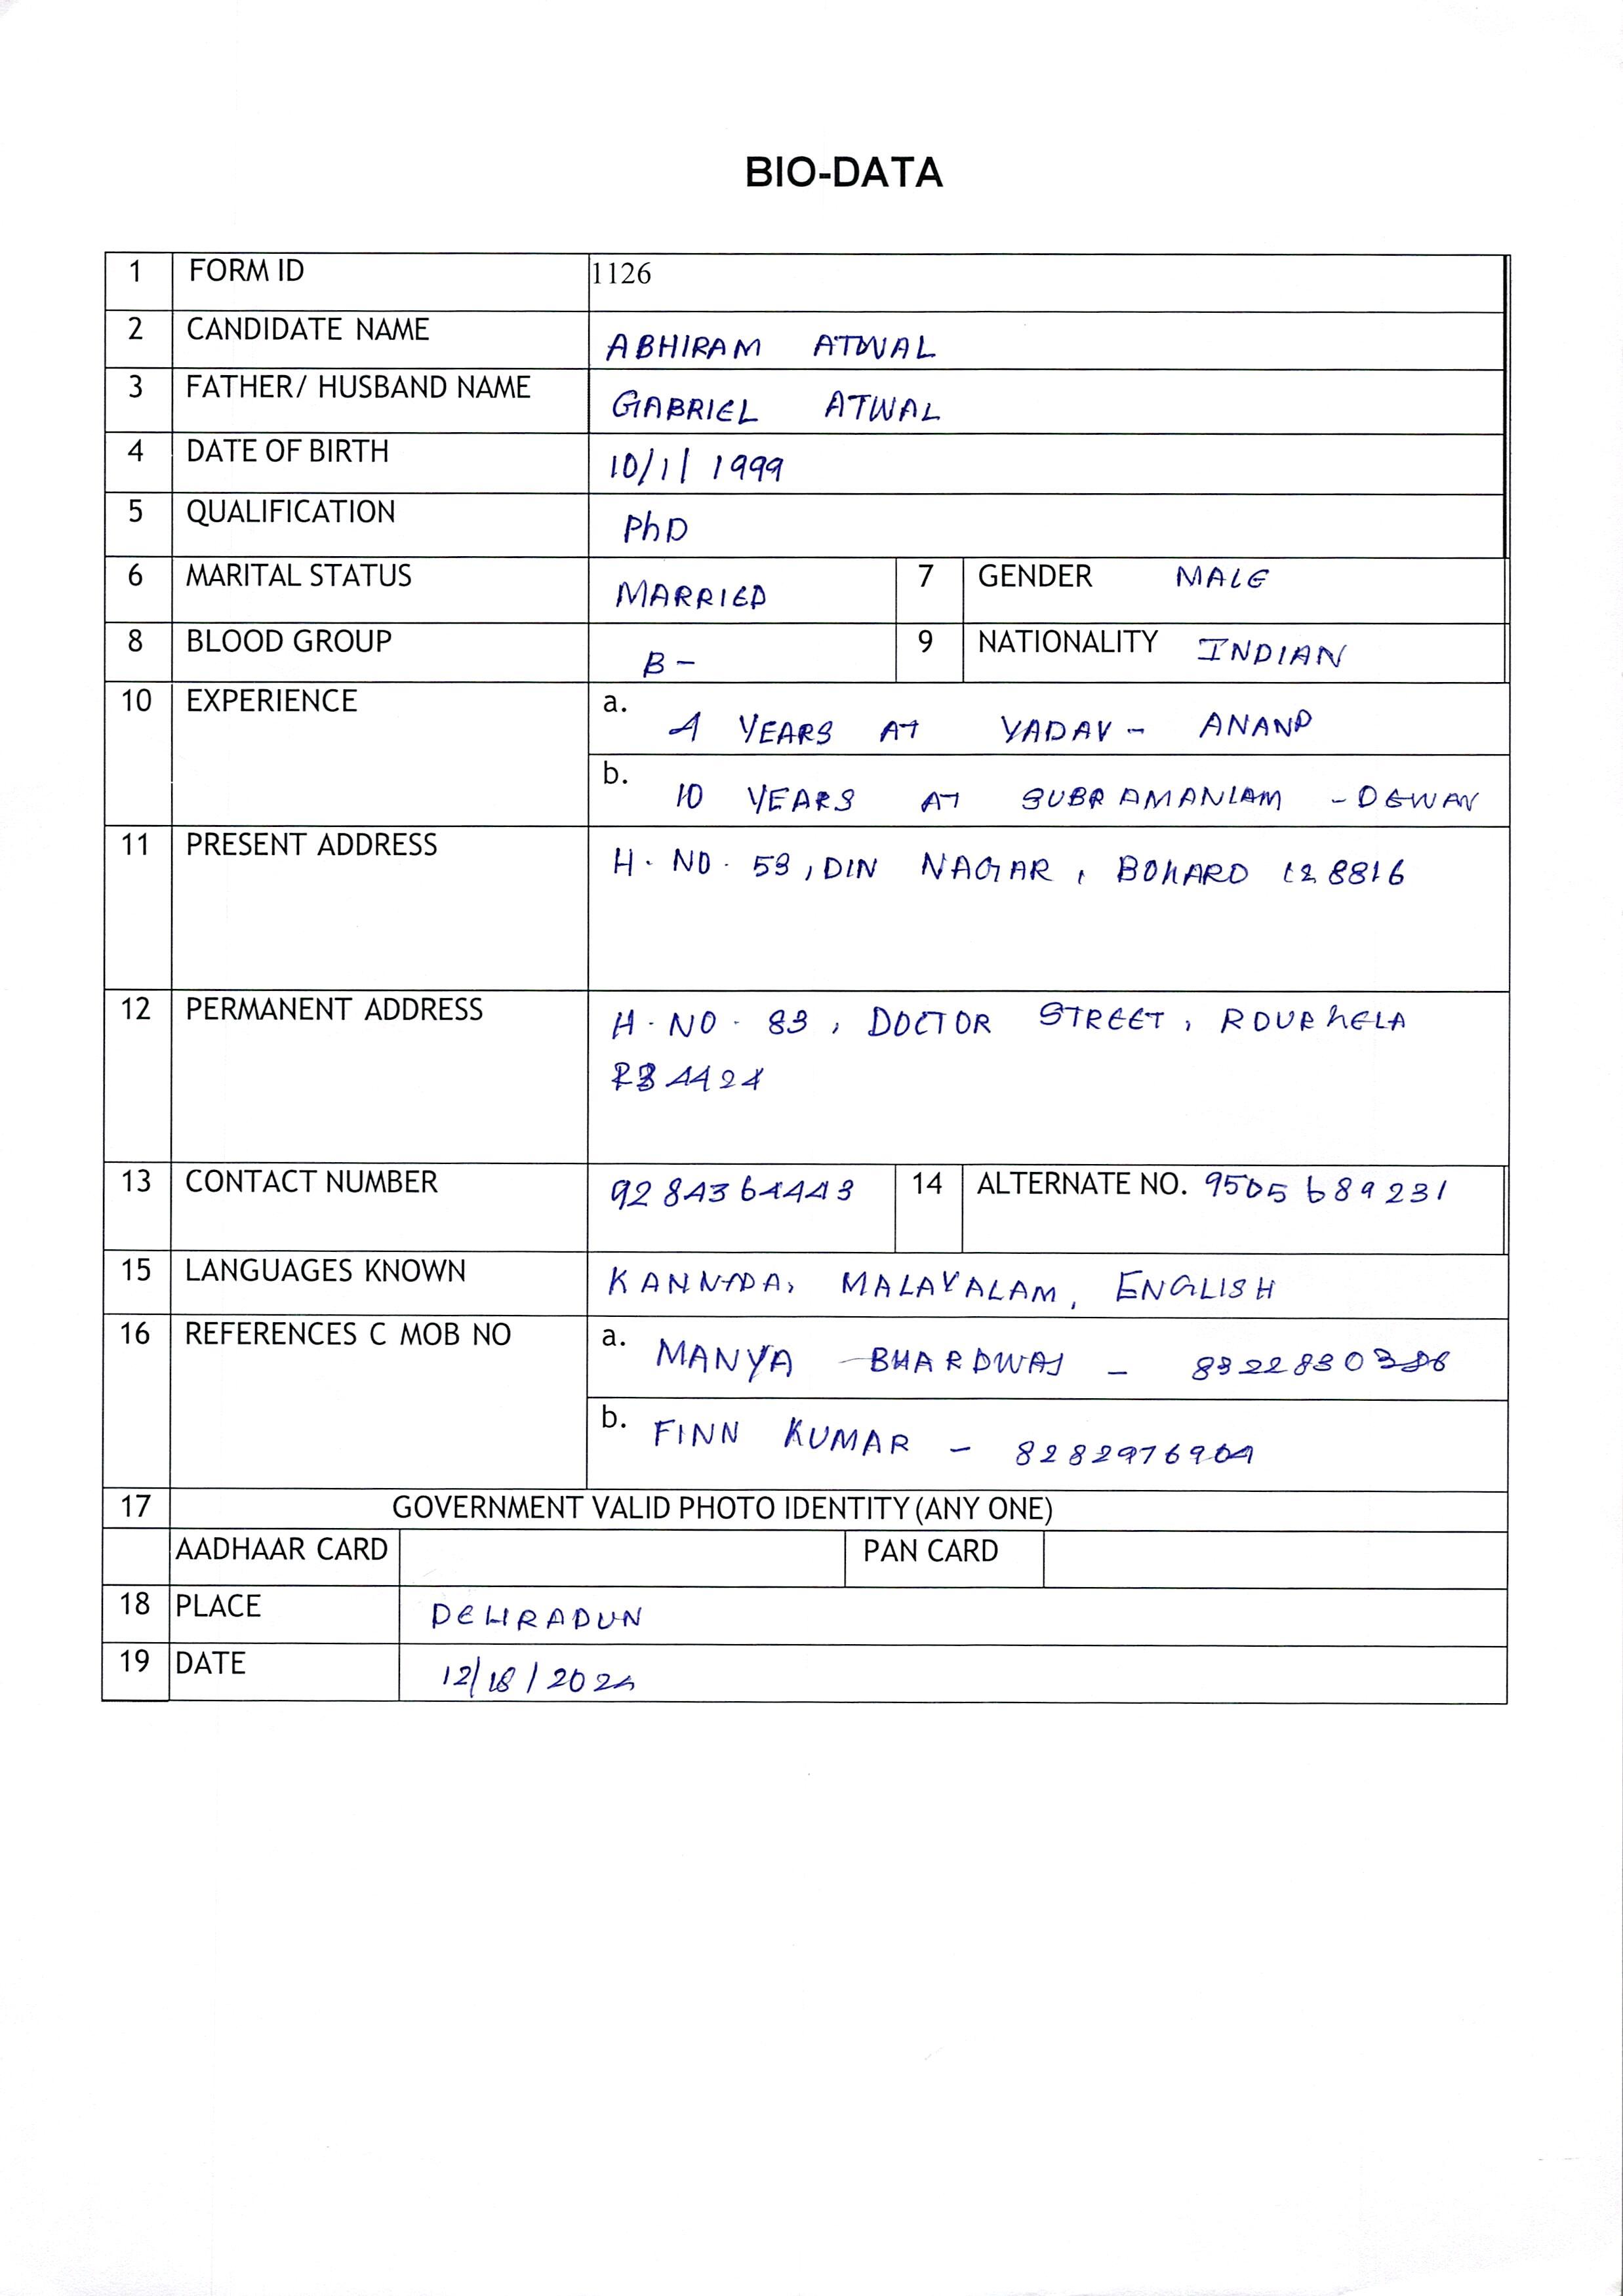 BIO-DATA
1 FORM ID 1126
2 CANDIDATE NAME ABHIRAM ATWAL
3 FATHER/ HUSBAND NAME GABRIEL ATWAL
4 DATE OF BIRTH 10/1/1999
5 QUALIFICATION PhD
6 MARITAL STATUS MARRIED 7 GENDER MALE
8 BLOOD GROUP B- 9 NATIONALITY INDIAN
10 EXPERIENCE a. 4 YEARS AT YADAV - ANAND
b. 10 YEARS AT SUBRAMANIAM - DEWAN
11 PRESENT ADDRESS H. NO. 53, DIN NAGAR, BOKARO 128816
12 PERMANENT ADDRESS H. NO. 83, DOCTOR STREET, ROURKELA
13 CONTACT NUMBER 9284364443 14 ALTERNATE NO. 9505689231
15 LANGUAGES KNOWN KANNADA, MALAYALAM, ENGLISH
16 REFERENCES C MOB NO a. MANYA BHARDWAJ - 8322830386
b. FINN KUMAR - 8282976904
17 GOVERNMENT VALID PHOTO IDENTITY (ANY ONE)
AADHAAR CARD PAN CARD
18 PLACE DEHRADUN
19 DATE 12/18/2024